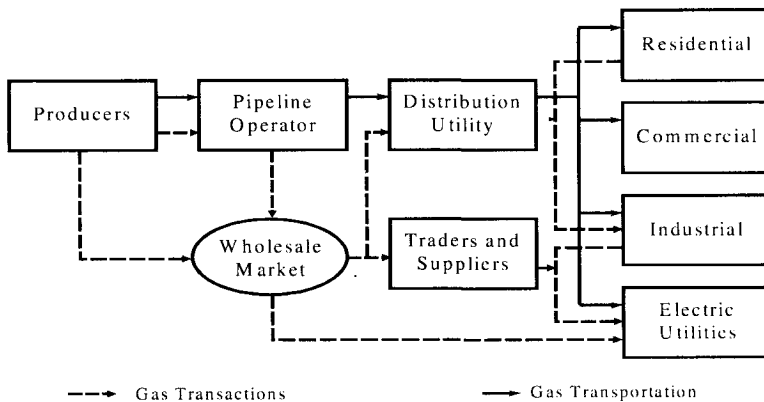 Producers
Pipeline
Operator
Distribution
Utility
Residential
Commercial
Industrial
Electric
Utilities
Wholesale
Market
Traders and
Suppliers
Gas Transactions
Gas Transportation